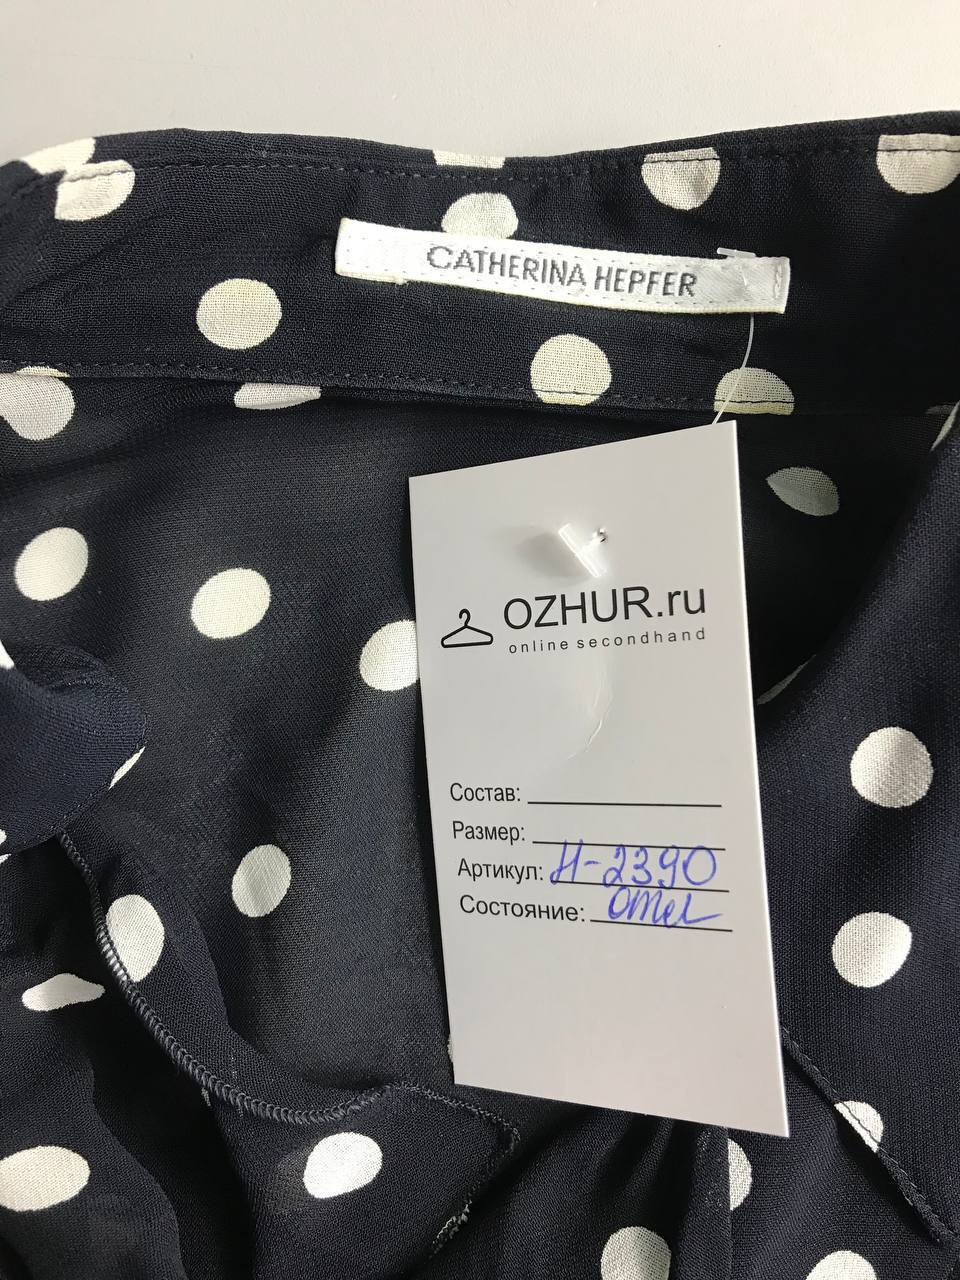 CATHERINA HEPFER
OZHUR.ru
online secondhand
Состав:
Размер:
Артикул: Н-2390
Состояние: отл